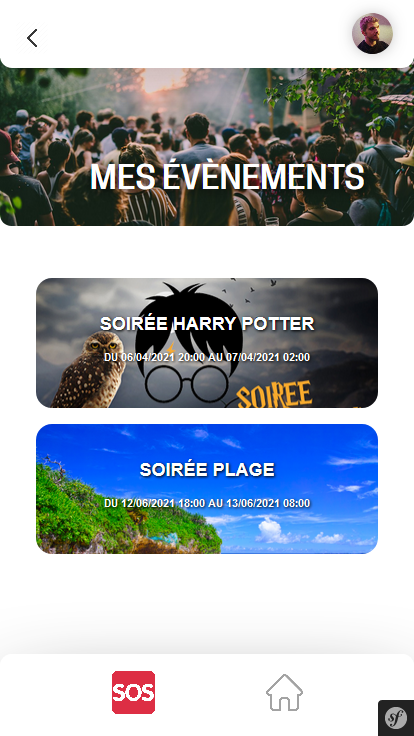 MES ÉVÈNEMENTS
SOIRÉE HARRY POTTER
DU 06/04/2021 20:00 AU 07/04/2021 02:00
SOIREE
SOIRÉE PLAGE
DU 12/06/2021 18:00 AU 13/06/2021 08:00
SOS
sf